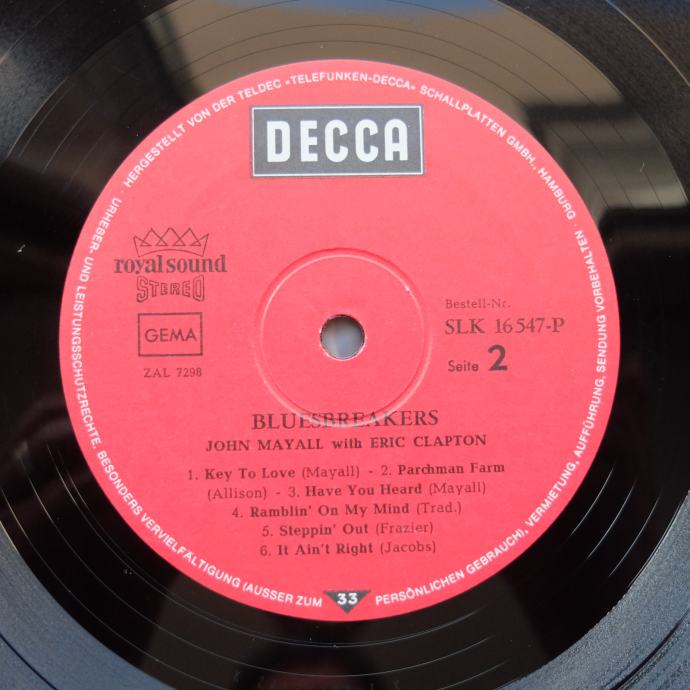 URHEBER- UND LEISTUNGSSCHUTZRECHTE. BESONDERS VERVIELFÄLTIGUNG (AUSSER ZUM PERSÖNLICHEN GEBRAUCH), VERMIETUNG, AUFFÜHRUNG, SENDUNG VORBEHALTEN · HERGESTELLT VON DER TELDEC »TELEFUNKEN-DECCA« SCHALLPLATTEN GMBH., HAMBURG ·
DECCA
royal sound
STEREO
GEMA
ZAL 7298
Bestell-Nr.
SLK 16547-P
Seite 2
BLUESBREAKERS
JOHN MAYALL with ERIC CLAPTON
1. Key To Love (Mayall) - 2. Parchman Farm
(Allison) - 3. Have You Heard (Mayall)
4. Ramblin' On My Mind (Trad.)
5. Steppin' Out (Frazier)
6. It Ain't Right (Jacobs)
33